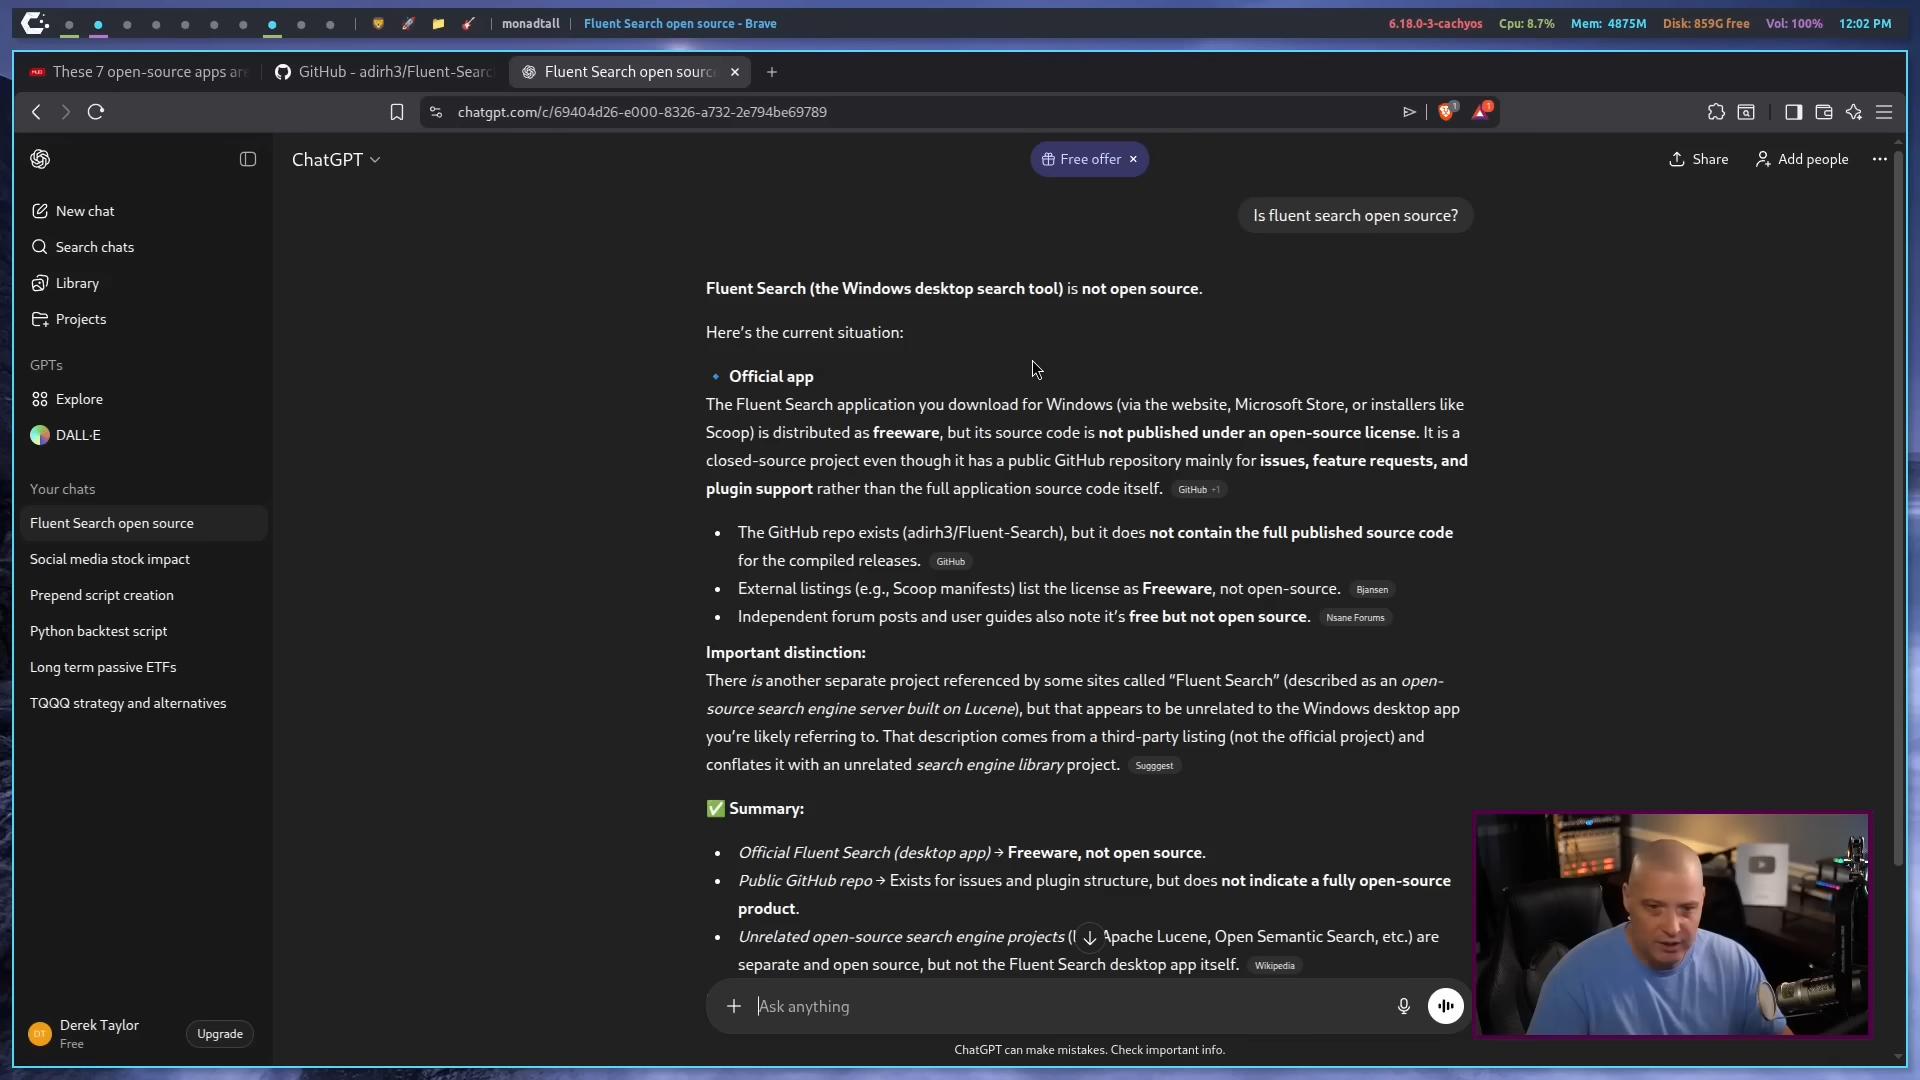 monadtall
Fluent Search open source - Brave
6.18.0-3-cachyos
Cpu: 8.7%
Mem: 4875M
Disk: 859G free
Vol: 100%
12:02 PM
These 7 open-source apps are
GitHub - adirh3/Fluent-Searc
Fluent Search open source
chatgpt.com/c/69404d26-e000-8326-a732-2e794be69789
1
1
ChatGPT
Free offer
Share
Add people
New chat
Search chats
Library
Projects
GPTs
Explore
DALL·E
Your chats
Fluent Search open source
Social media stock impact
Prepend script creation
Python backtest script
Long term passive ETFs
TQQQ strategy and alternatives
DT
Derek Taylor
Free
Upgrade
Is fluent search open source?
Fluent Search (the Windows desktop search tool) is not open source.
Here's the current situation:
🔹 Official app
The Fluent Search application you download for Windows (via the website, Microsoft Store, or installers like
Scoop) is distributed as freeware, but its source code is not published under an open-source license. It is a
closed-source project even though it has a public GitHub repository mainly for issues, feature requests, and
plugin support rather than the full application source code itself. GitHub +1
• The GitHub repo exists (adirh3/Fluent-Search), but it does not contain the full published source code
for the compiled releases. GitHub
• External listings (e.g., Scoop manifests) list the license as Freeware, not open-source. Bjansen
• Independent forum posts and user guides also note it's free but not open source. Nsane Forums
Important distinction:
There is another separate project referenced by some sites called “Fluent Search” (described as an open-
source search engine server built on Lucene), but that appears to be unrelated to the Windows desktop app
you're likely referring to. That description comes from a third-party listing (not the official project) and
conflates it with an unrelated search engine library project. Sugggest
✅ Summary:
• Official Fluent Search (desktop app) → Freeware, not open source.
• Public GitHub repo → Exists for issues and plugin structure, but does not indicate a fully open-source
product.
• Unrelated open-source search engine projects ( Apache Lucene, Open Semantic Search, etc.) are
separate and open source, but not the Fluent Search desktop app itself. Wikipedia
Ask anything
ChatGPT can make mistakes. Check important info.